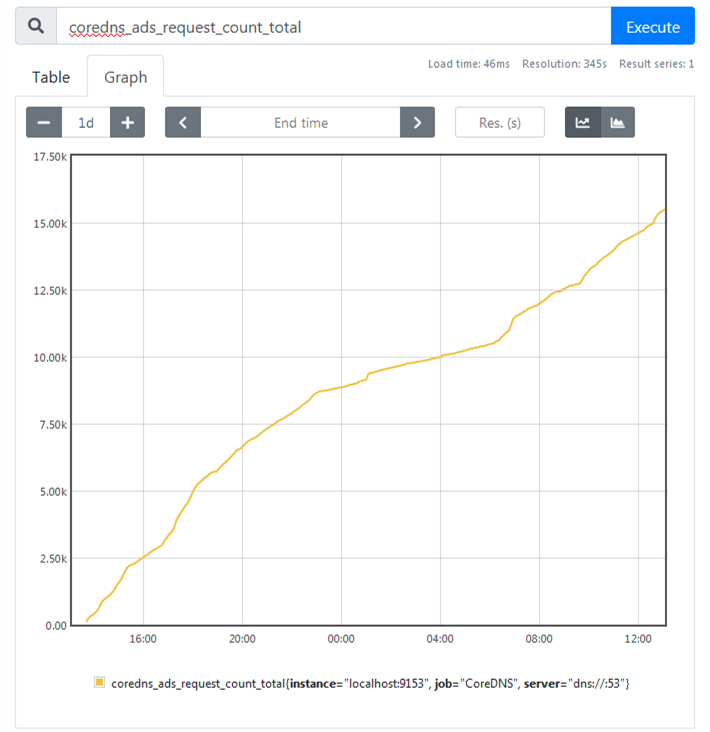 coredns_ads_request_count_total
Execute
Load time: 46ms Resolution: 345s Result series: 1
Table Graph
1d End time Res. (s)
17.50k
15.00k
12.50k
10.00k
7.50k
5.00k
2.50k
0.00
16:00 20:00 00:00 04:00 08:00 12:00
coredns_ads_request_count_total{instance="localhost:9153", job="CoreDNS", server="dns://:53"}